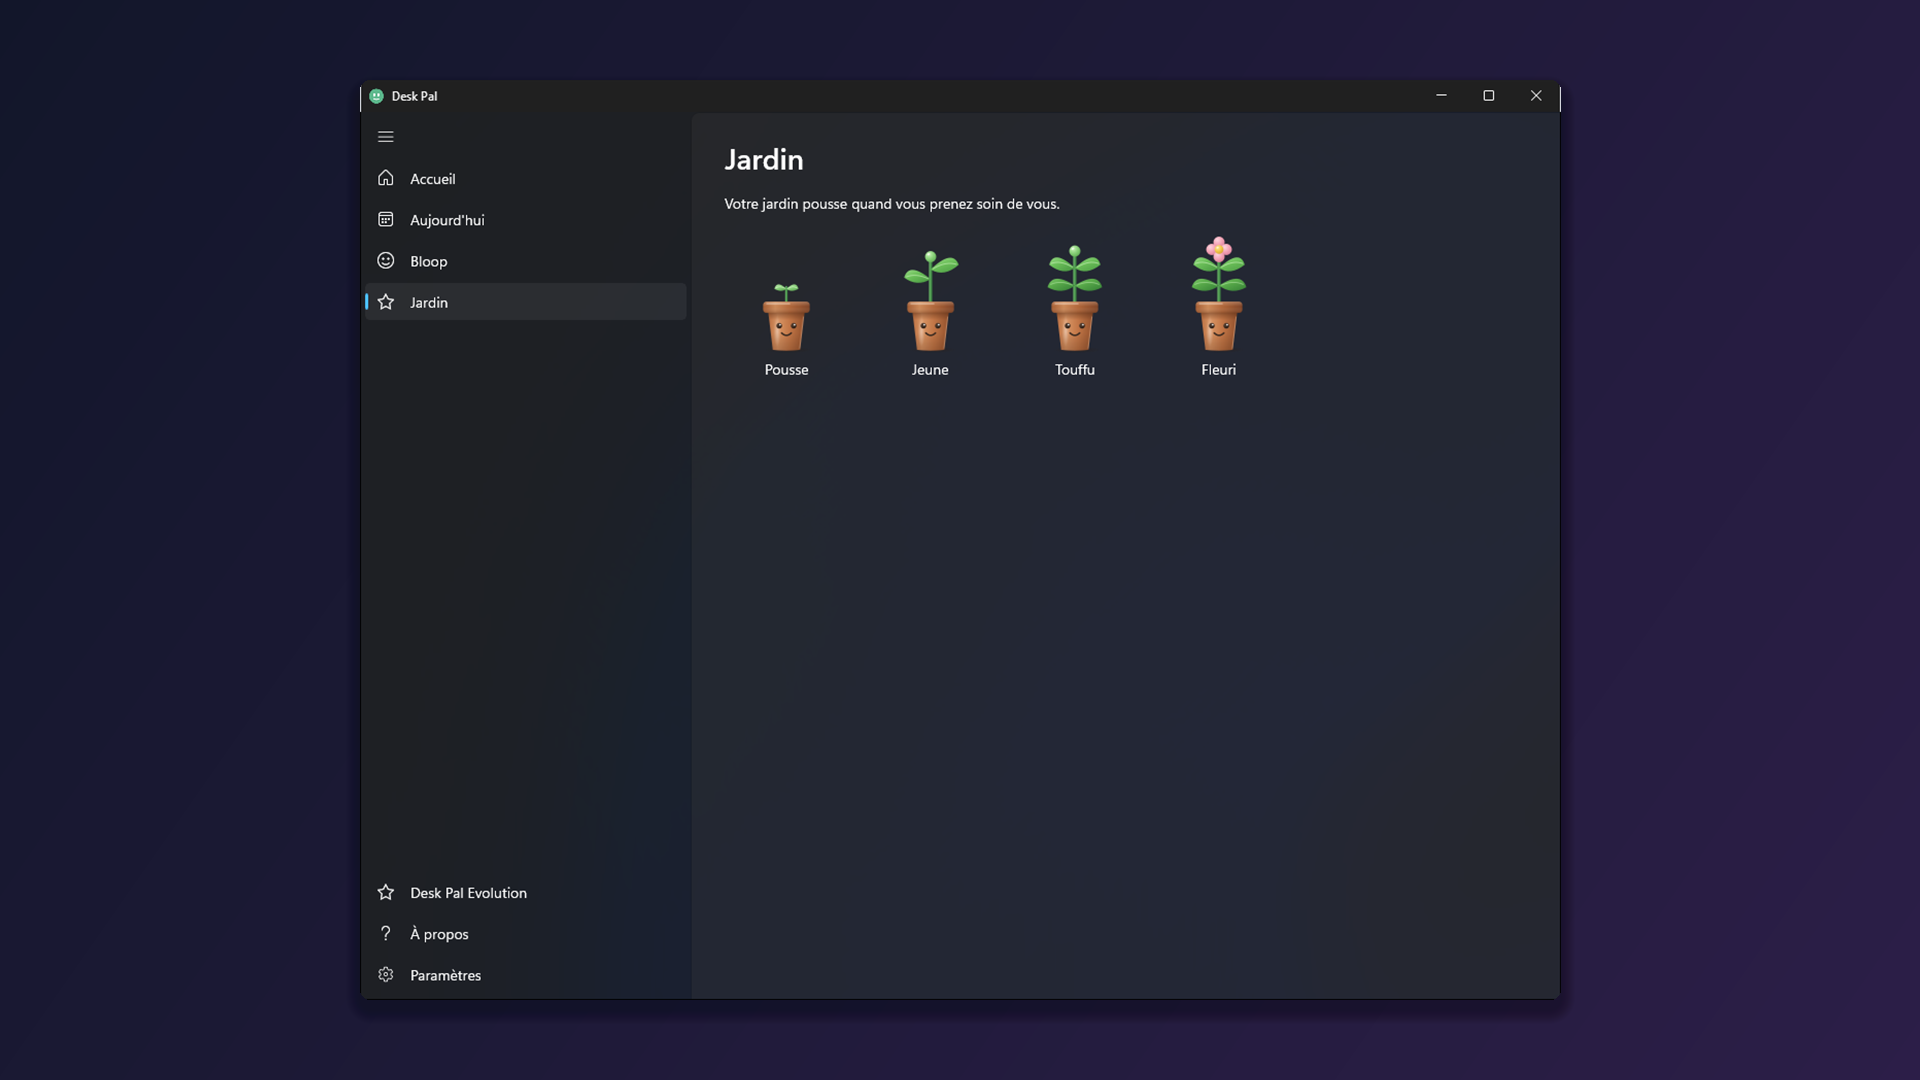 Desk Pal
Accueil
Aujourd'hui
Bloop
Jardin
Desk Pal Evolution
À propos
Paramètres
Jardin
Votre jardin pousse quand vous prenez soin de vous.
Pousse
Jeune
Touffu
Fleuri